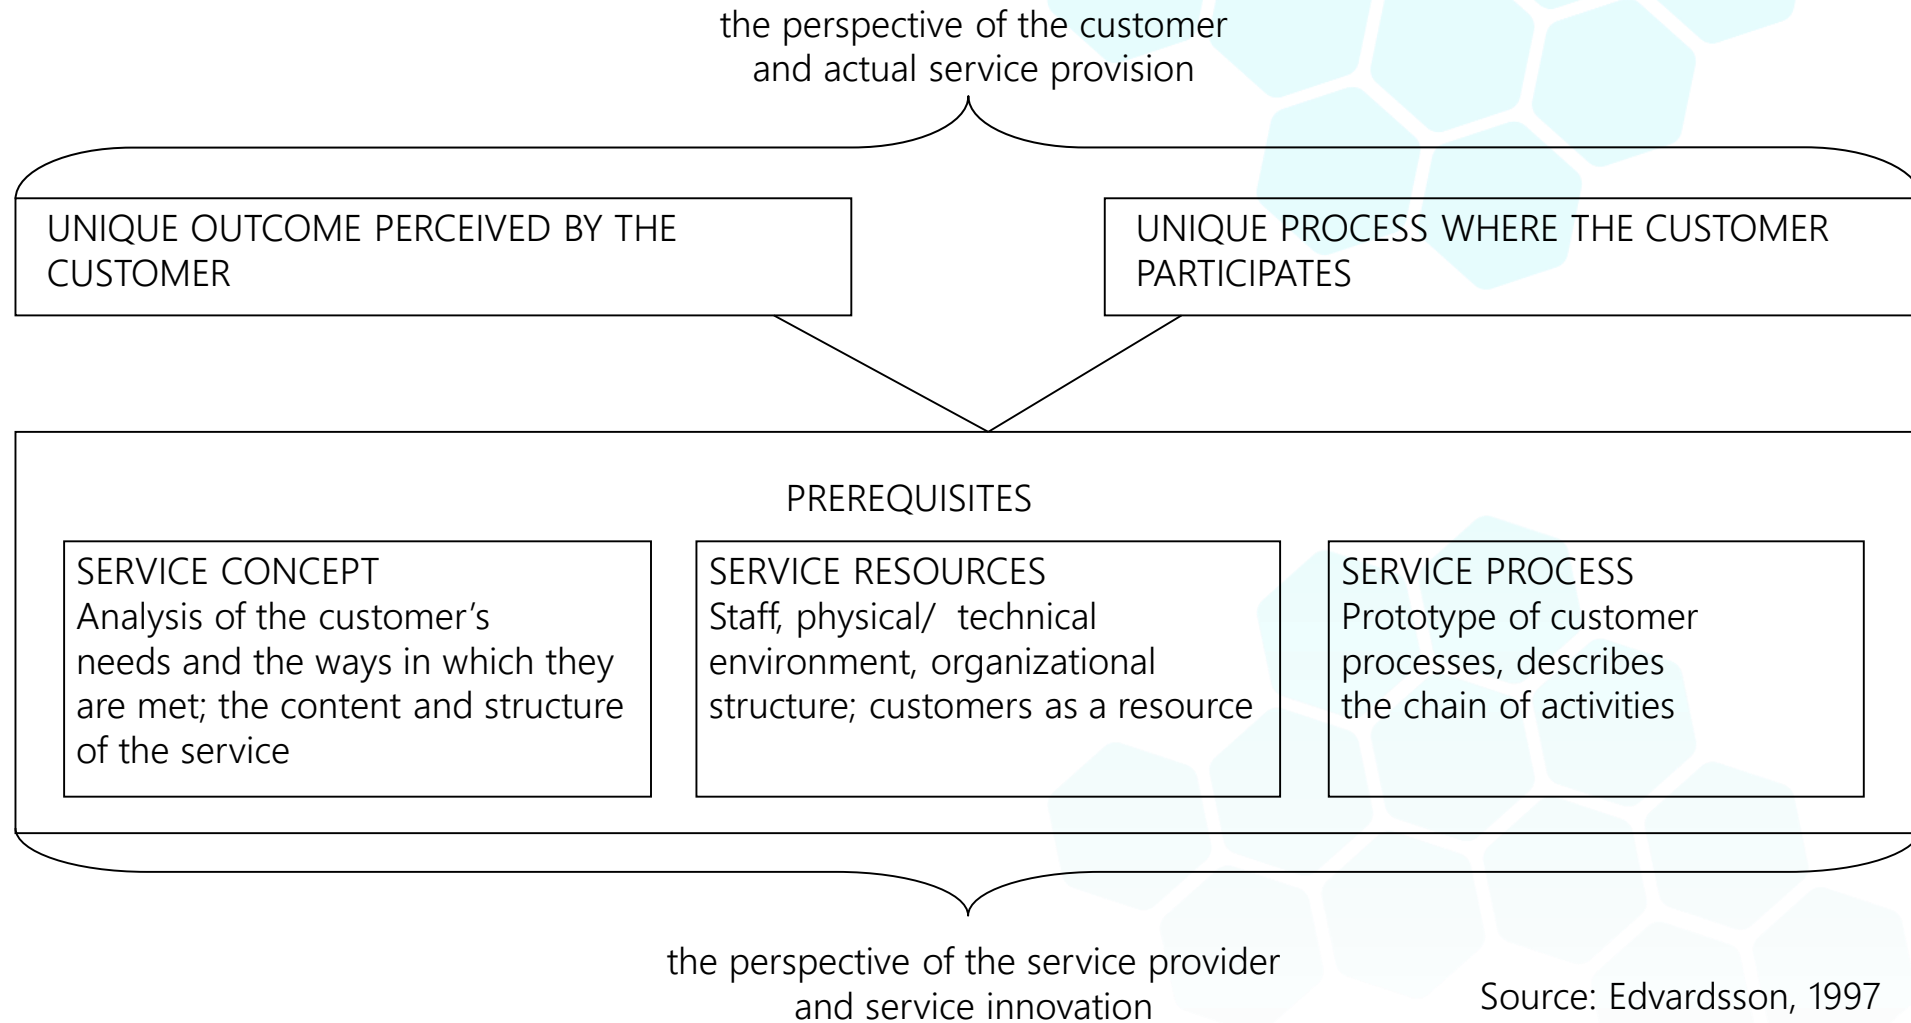 the perspective of the customer
and actual service provision
UNIQUE OUTCOME PERCEIVED BY THE
CUSTOMER
UNIQUE PROCESS WHERE THE CUSTOMER
PARTICIPATES
PREREQUISITES
SERVICE CONCEPT
Analysis of the customer’s
needs and the ways in which they
are met; the content and structure
of the service
SERVICE RESOURCES
Staff, physical/ technical
environment, organizational
structure; customers as a resource
SERVICE PROCESS
Prototype of customer
processes, describes
the chain of activities
the perspective of the service provider
and service innovation
Source: Edvardsson, 1997